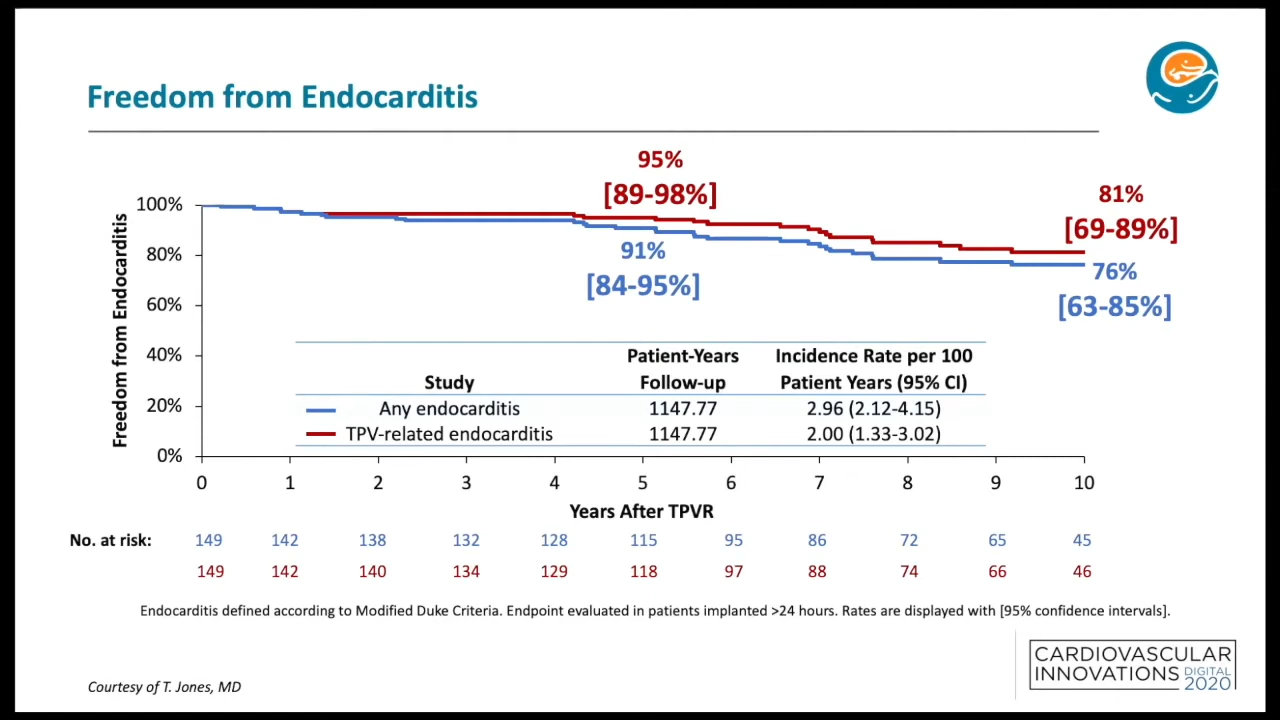 Freedom from Endocarditis
95%
[89-98%]
81%
[69-89%]
91%
[84-95%]
76%
[63-85%]
Freedom from Endocarditis
100%
80%
60%
40%
20%
0%
Study Patient-Years Follow-up Incidence Rate per 100 Patient Years (95% CI)
Any endocarditis 1147.77 2.96 (2.12-4.15)
TPV-related endocarditis 1147.77 2.00 (1.33-3.02)
0 1 2 3 4 5 6 7 8 9 10
Years After TPVR
No. at risk: 149 142 138 132 128 115 95 86 72 65 45
149 142 140 134 129 118 97 88 74 66 46
Endocarditis defined according to Modified Duke Criteria. Endpoint evaluated in patients implanted >24 hours. Rates are displayed with [95% confidence intervals].
Courtesy of T. Jones, MD
CARDIOVASCULAR
INNOVATIONS DIGITAL
2020